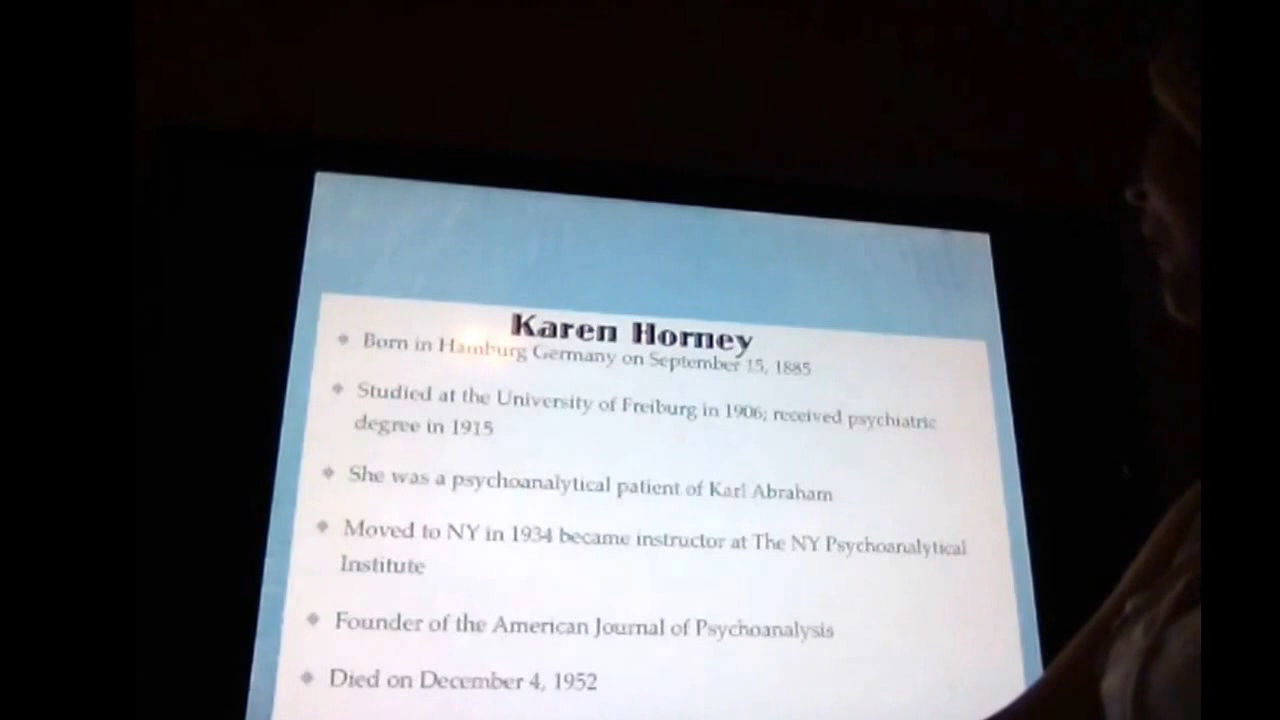 Karen Horney
Born in Hamburg Germany on September 15, 1885
Studied at the University of Freiburg in 1906; received psychiatric
degree in 1915
She was a psychoanalytical patient of Karl Abraham
Moved to NY in 1934 became instructor at The NY Psychoanalytical
Institute
Founder of the American Journal of Psychoanalysis
Died on December 4, 1952